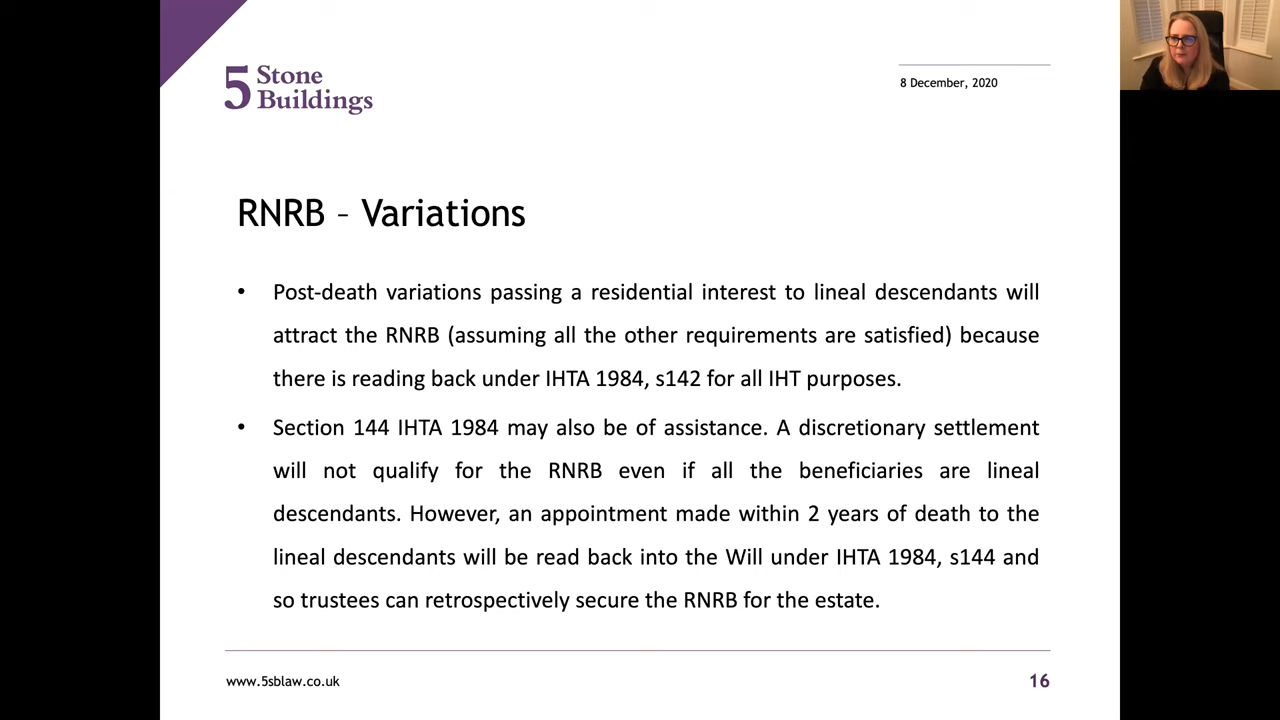 5 Stone
Buildings
8 December, 2020
RNRB – Variations
• Post-death variations passing a residential interest to lineal descendants will
attract the RNRB (assuming all the other requirements are satisfied) because
there is reading back under IHTA 1984, s142 for all IHT purposes.
• Section 144 IHTA 1984 may also be of assistance. A discretionary settlement
will not qualify for the RNRB even if all the beneficiaries are lineal
descendants. However, an appointment made within 2 years of death to the
lineal descendants will be read back into the Will under IHTA 1984, s144 and
so trustees can retrospectively secure the RNRB for the estate.
www.5sblaw.co.uk
16